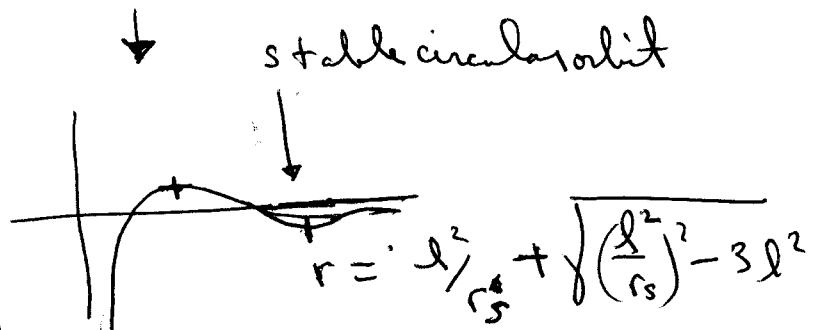 stable circular orbit
r = l²/rs + √((l²/rs)² - 3l²)